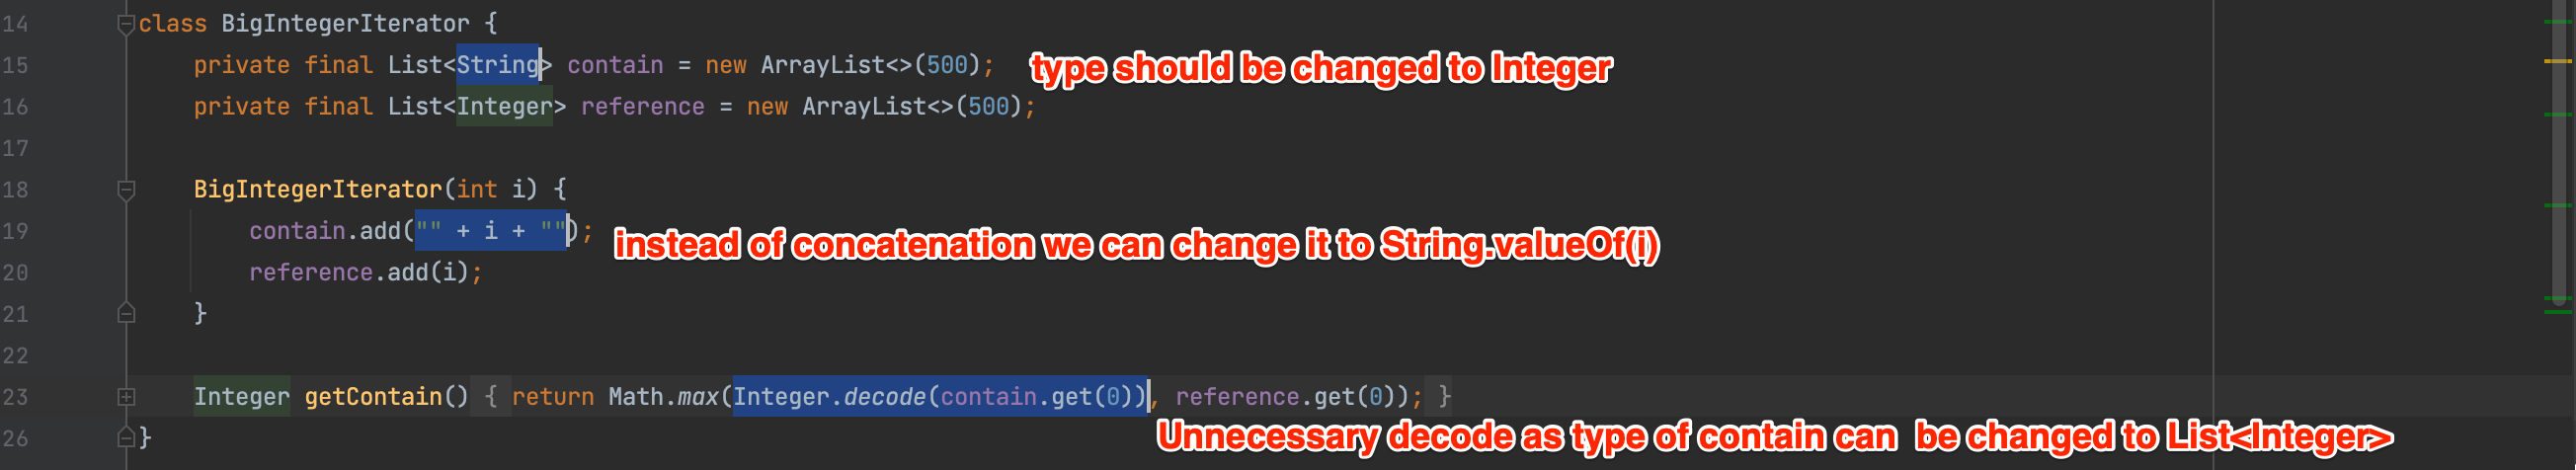 14 class BigIntegerIterator {
15 private final List<String> contain = new ArrayList<>(500); type should be changed to Integer
16 private final List<Integer> reference = new ArrayList<>(500);
17
18 BigIntegerIterator(int i) {
19 contain.add("" + i + ""); instead of concatenation we can change it to String.valueOf(i)
20 reference.add(i);
21 }
22
23 Integer getContain() { return Math.max(Integer.decode(contain.get(0)), reference.get(0)); }
Unnecessary decode as type of contain can be changed to List<Integer>
26 }